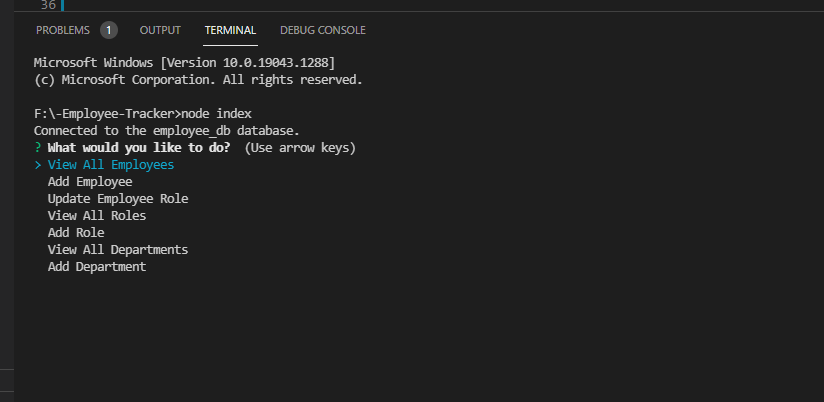 36
PROBLEMS 1 OUTPUT TERMINAL DEBUG CONSOLE
Microsoft Windows [Version 10.0.19043.1288]
(c) Microsoft Corporation. All rights reserved.
F:\-Employee-Tracker>node index
Connected to the employee_db database.
? What would you like to do? (Use arrow keys)
> View All Employees
Add Employee
Update Employee Role
View All Roles
Add Role
View All Departments
Add Department